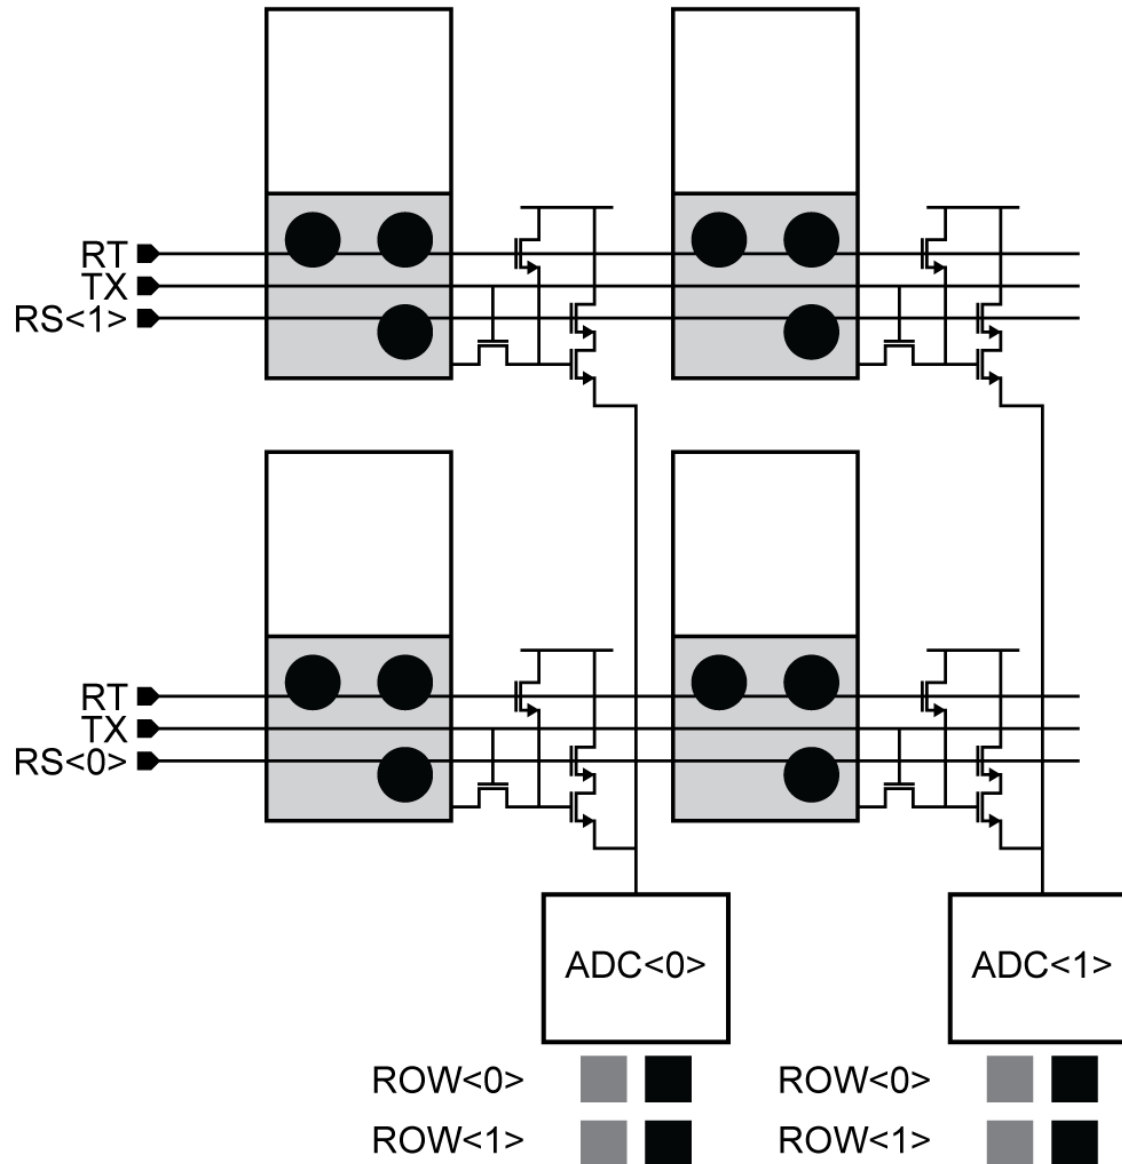 RT
TX
RS<1>
RT
TX
RS<0>
ADC<0> ADC<1>
ROW<0> ROW<0>
ROW<1> ROW<1>